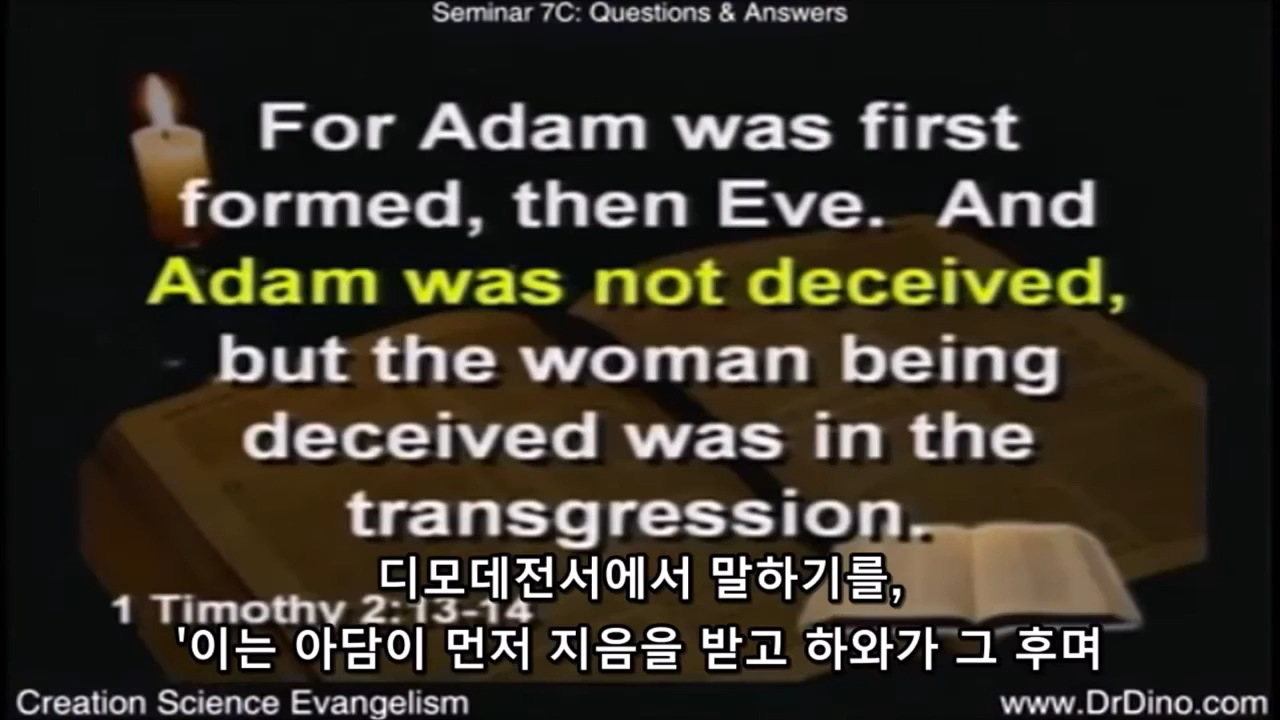 Seminar 7C: Questions & Answers
For Adam was first
formed, then Eve. And
Adam was not deceived,
but the woman being
deceived was in the
transgression.
디모데전서에서 말하기를,
1 Timothy 2:13-14
'이는 아담이 먼저 지음을 받고 하와가 그 후며
Creation Science Evangelism
www.DrDino.com